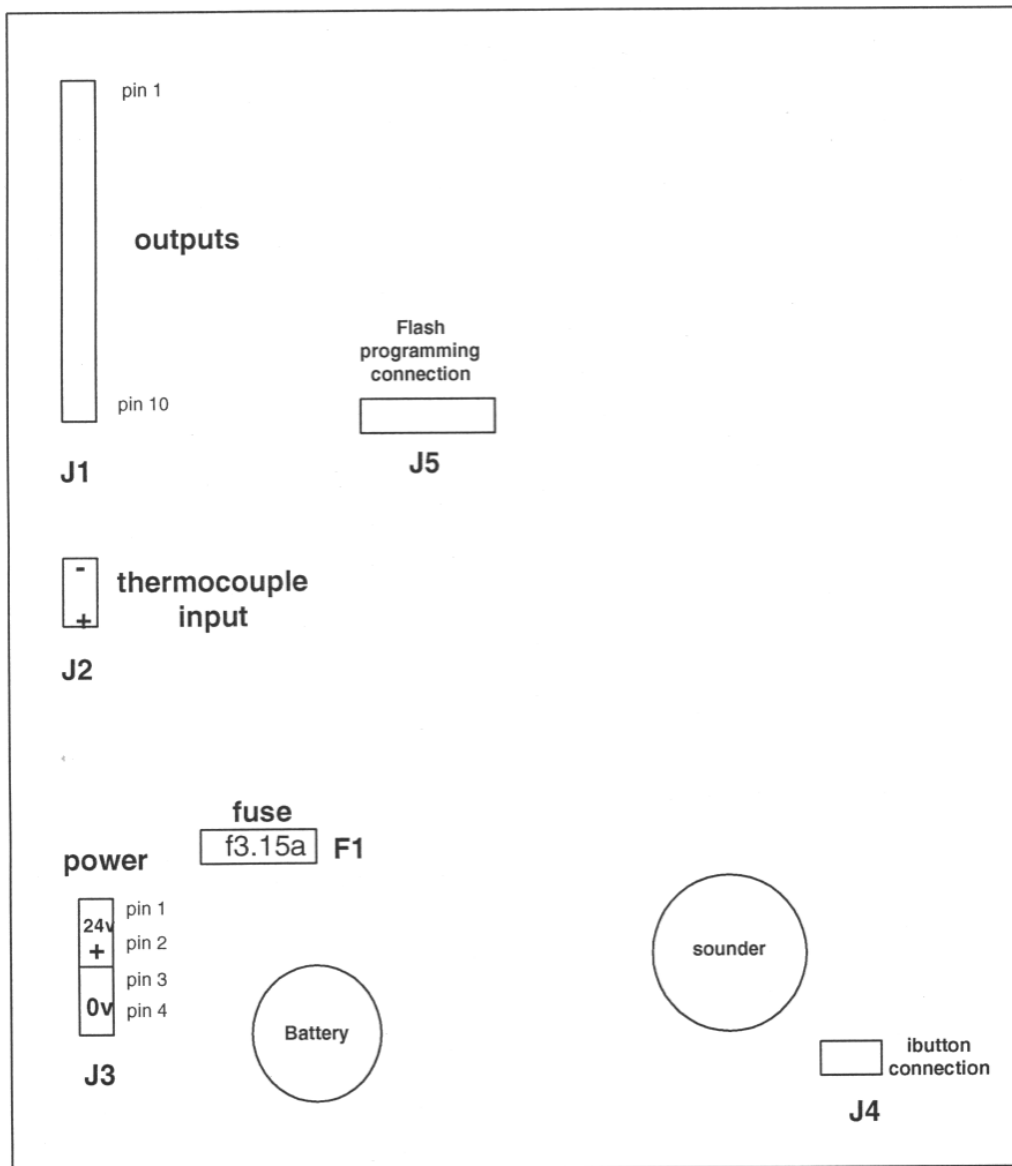 pin 1
outputs
pin 10
J1
Flash
programming
connection
J5
-
+
thermocouple
input
J2
fuse
f3.15a
F1
power
24v
+
0v
pin 1
pin 2
pin 3
pin 4
J3
Battery
sounder
ibutton
connection
J4